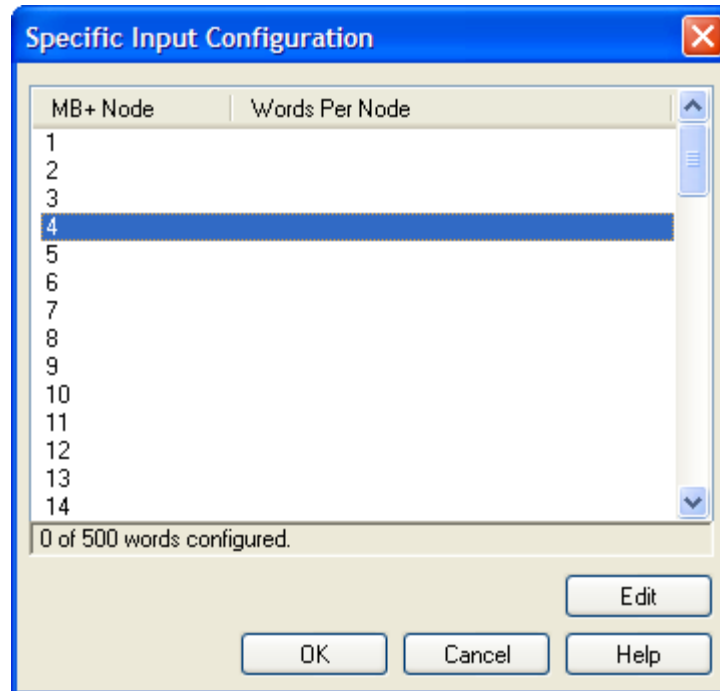 Specific Input Configuration
MB+ Node Words Per Node
1
2
3
4
5
6
7
8
9
10
11
12
13
14
0 of 500 words configured.
Edit
OK Cancel Help